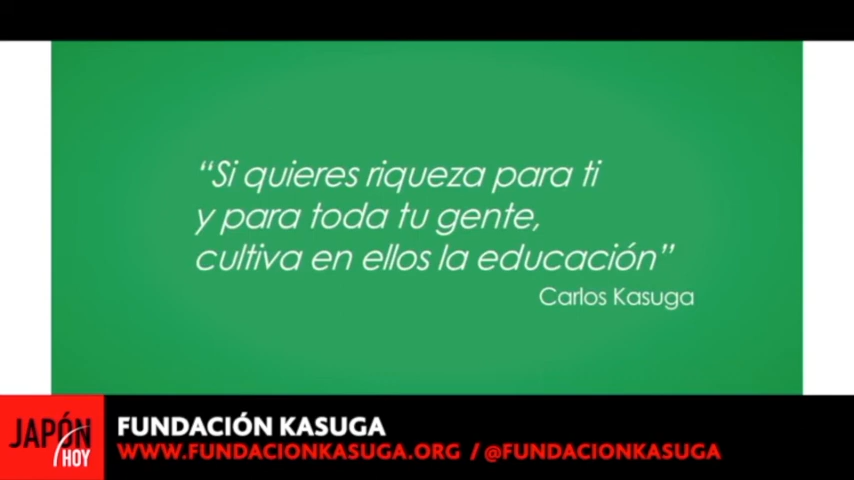 “Si quieres riqueza para ti
y para toda tu gente,
cultiva en ellos la educación”
Carlos Kasuga
JAPÓN
HOY
FUNDACIÓN KASUGA
WWW.FUNDACIONKASUGA.ORG / @FUNDACIONKASUGA